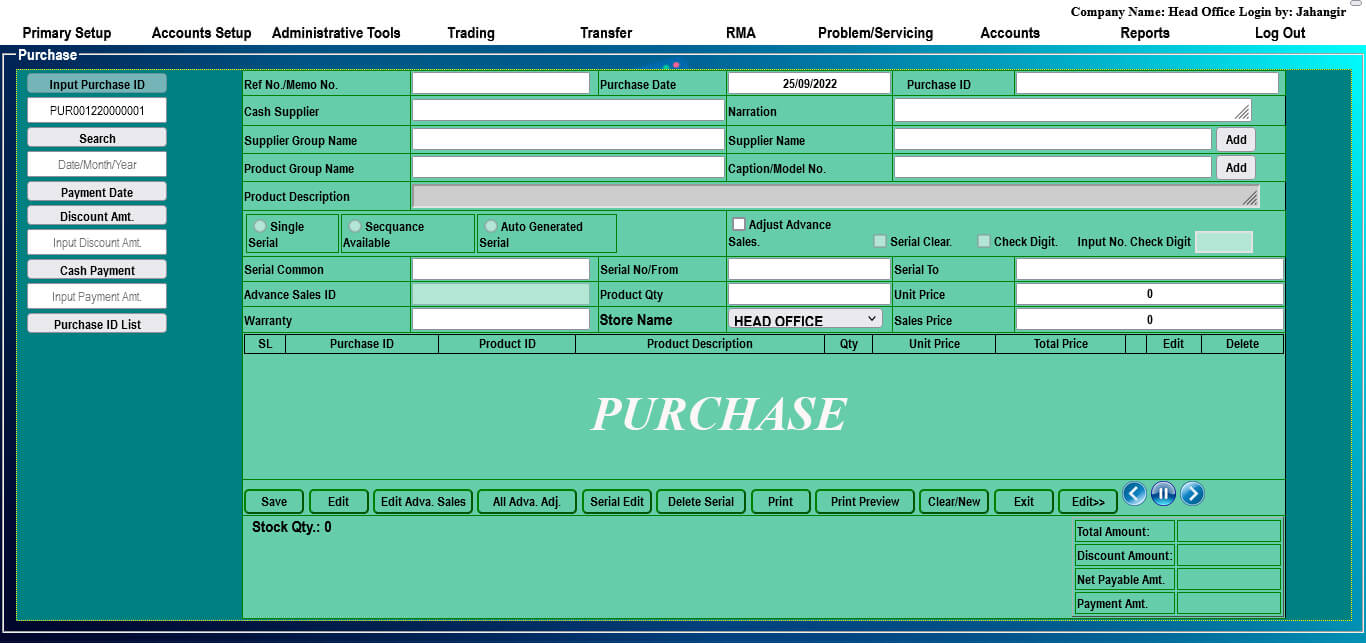 Company Name: Head Office Login by: Jahangir
Primary Setup Accounts Setup Administrative Tools Trading Transfer RMA Problem/Servicing Accounts Reports Log Out
Purchase
Input Purchase ID
PUR001220000001
Search
Date/Month/Year
Payment Date
Discount Amt.
Input Discount Amt.
Cash Payment
Input Payment Amt.
Purchase ID List
Ref No./Memo No. Purchase Date 25/09/2022 Purchase ID
Cash Supplier Narration
Supplier Group Name Supplier Name Add
Product Group Name Caption/Model No. Add
Product Description
Single Serial Secquance Available Auto Generated Serial Adjust Advance Sales. Serial Clear. Check Digit. Input No. Check Digit
Serial Common Serial No/From Serial To
Advance Sales ID Product Qty Unit Price 0
Warranty Store Name HEAD OFFICE Sales Price 0
SL Purchase ID Product ID Product Description Qty Unit Price Total Price Edit Delete
PURCHASE
Save Edit Edit Adva. Sales All Adva. Adj. Serial Edit Delete Serial Print Print Preview Clear/New Exit Edit>>
Stock Qty.: 0
Total Amount:
Discount Amount:
Net Payable Amt.
Payment Amt.